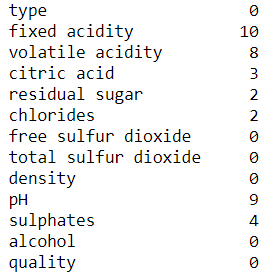 type 0
fixed acidity 10
volatile acidity 8
citric acid 3
residual sugar 2
chlorides 2
free sulfur dioxide 0
total sulfur dioxide 0
density 0
pH 9
sulphates 4
alcohol 0
quality 0